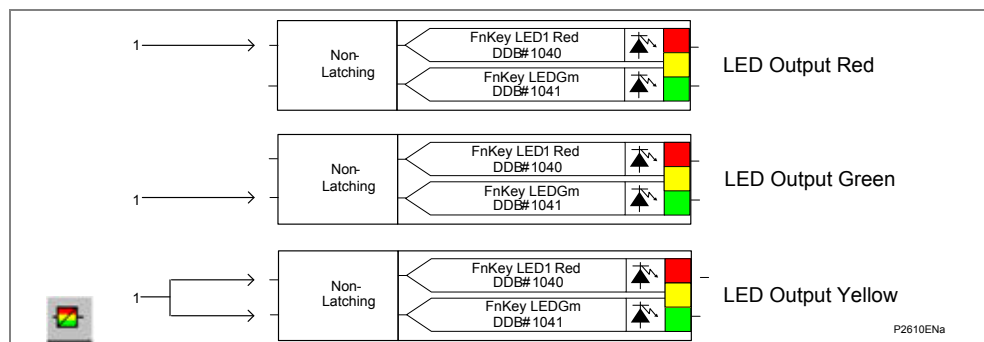 1
Non-
Latching
FnKey LED1 Red
DDB#1040
FnKey LEDGrn
DDB#1041
LED Output Red
1
Non-
Latching
FnKey LED1 Red
DDB#1040
FnKey LEDGrn
DDB#1041
LED Output Green
1
Non-
Latching
FnKey LED1 Red
DDB#1040
FnKey LEDGrn
DDB#1041
LED Output Yellow
P2610ENa